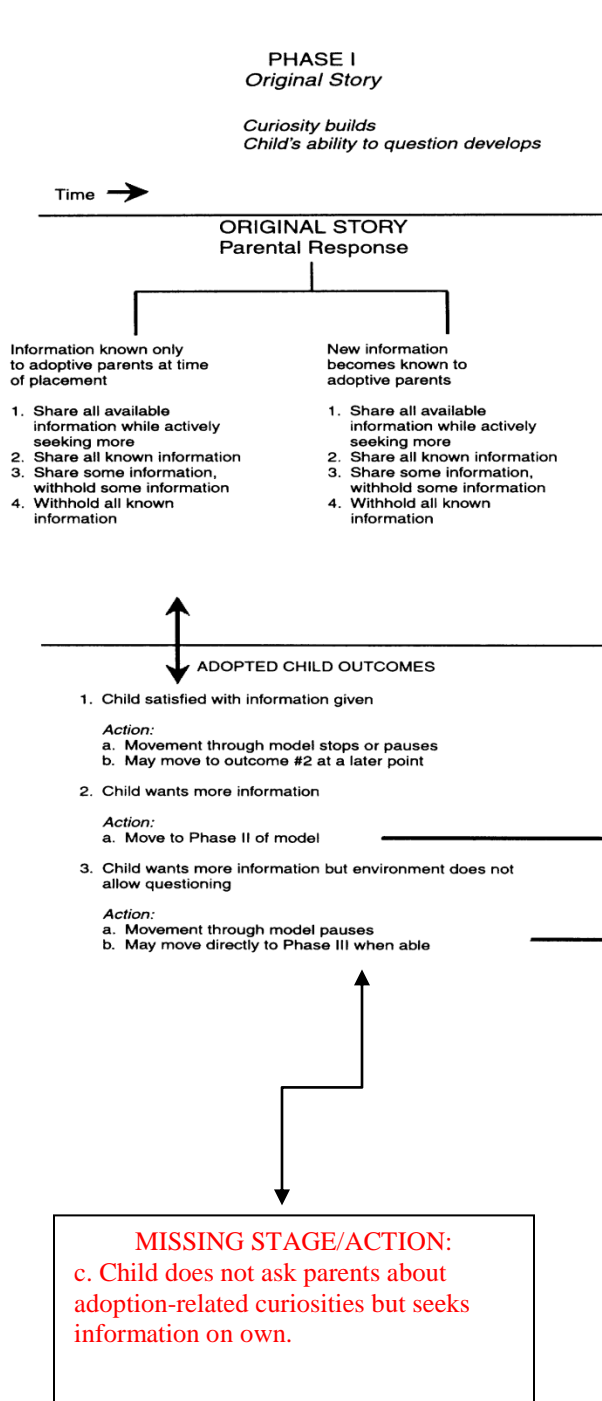 PHASE I
Original Story
Curiosity builds
Child's ability to question develops
Time
ORIGINAL STORY
Parental Response
Information known only
to adoptive parents at time
of placement
1. Share all available
information while actively
seeking more
2. Share all known information
3. Share some information,
withhold some information
4. Withhold all known
information
New information
becomes known to
adoptive parents
1. Share all available
information while actively
seeking more
2. Share all known information
3. Share some information,
withhold some information
4. Withhold all known
information
ADOPTED CHILD OUTCOMES
1. Child satisfied with information given
Action:
a. Movement through model stops or pauses
b. May move to outcome #2 at a later point
2. Child wants more information
Action:
a. Move to Phase II of model
3. Child wants more information but environment does not
allow questioning
Action:
a. Movement through model pauses
b. May move directly to Phase III when able
MISSING STAGE/ACTION:
c. Child does not ask parents about
adoption-related curiosities but seeks
information on own.